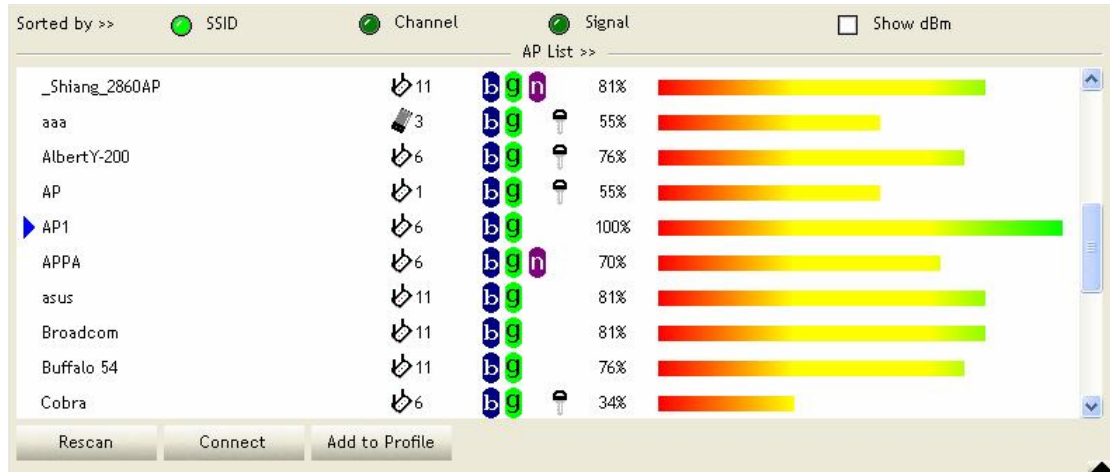 Sorted by >> SSID Channel Signal Show dBm
AP List >>
_Shiang_2860AP 11 b g n 81%
aaa 3 b g 55%
AlbertY-200 6 b g 76%
AP 1 b g 55%
AP1 6 b g 100%
APPA 6 b g n 70%
asus 11 b g 81%
Broadcom 11 b g 81%
Buffalo 54 11 b g 76%
Cobra 6 b g 34%
Rescan Connect Add to Profile